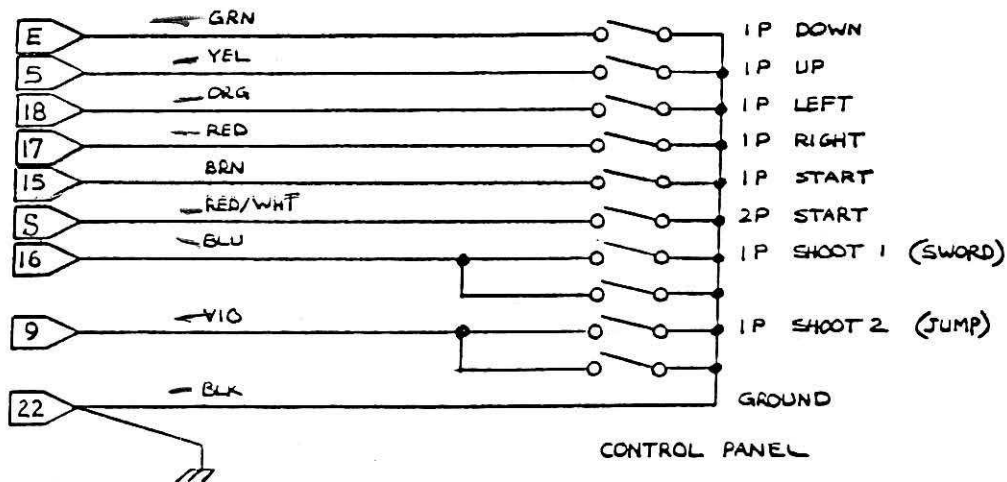 E GRN 1P DOWN
5 YEL 1P UP
18 ORG 1P LEFT
17 RED 1P RIGHT
15 BRN 1P START
S RED/WHT 2P START
16 BLU 1P SHOOT 1 (SWORD)
9 VIO 1P SHOOT 2 (JUMP)
22 BLK GROUND
CONTROL PANEL